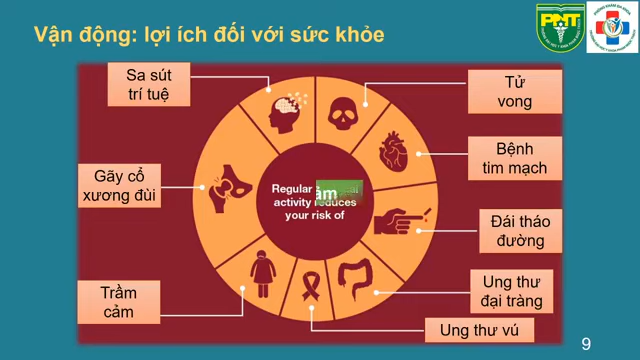 Vận động: lợi ích đối với sức khỏe
PNT
Sa sút
trí tuệ
Tử
vong
Bệnh
tim mạch
Gãy cổ
xương đùi
Đái tháo
đường
Trầm
cảm
Ung thư
đại tràng
Ung thư vú
Regular
activity reduces
your risk of
9